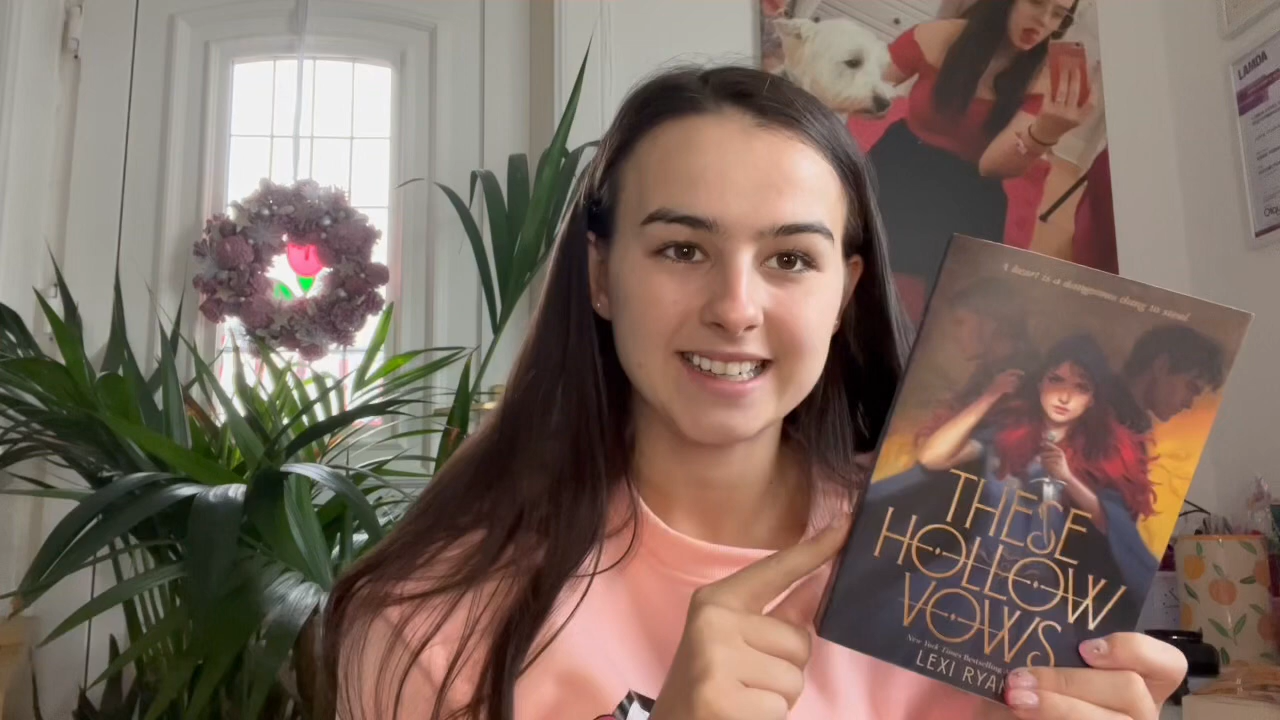 LAMDA
A heart is a dangerous thing to steal
THESE
HOLLOW
VOWS
New York Times Bestselling
LEXI RYAN